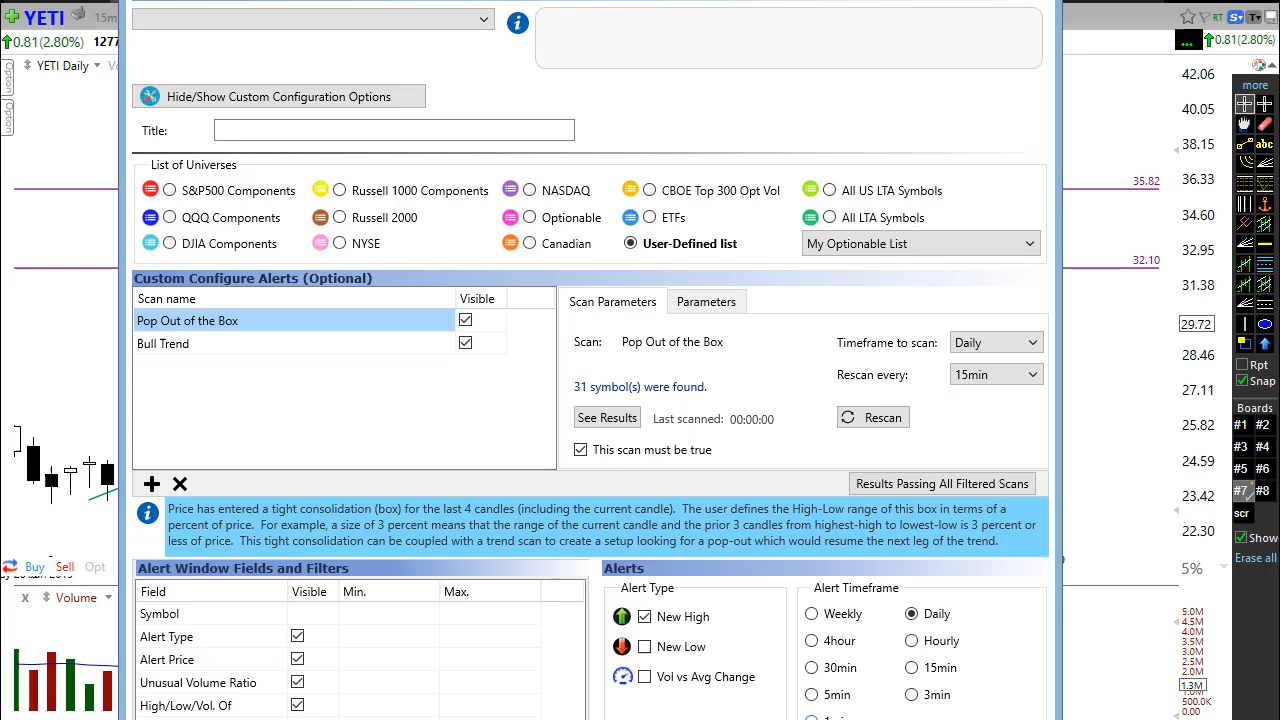 YETI 15m
RT S T
0.81(2.80%) 1277
... 0.81(2.80%)
YETI Daily
Option
Option
Hide/Show Custom Configuration Options
Title:
List of Universes
S&P500 Components Russell 1000 Components NASDAQ CBOE Top 300 Opt Vol All US LTA Symbols
QQQ Components Russell 2000 Optionable ETFs All LTA Symbols
DJIA Components NYSE Canadian User-Defined list My Optionable List
Custom Configure Alerts (Optional)
Scan name Visible
Pop Out of the Box
Bull Trend
Scan Parameters Parameters
Scan: Pop Out of the Box Timeframe to scan: Daily
Rescan every: 15min
31 symbol(s) were found.
See Results Last scanned: 00:00:00 Rescan
This scan must be true
Results Passing All Filtered Scans
Price has entered a tight consolidation (box) for the last 4 candles (including the current candle). The user defines the High-Low range of this box in terms of a
percent of price. For example, a size of 3 percent means that the range of the current candle and the prior 3 candles from highest-high to lowest-low is 3 percent or
less of price. This tight consolidation can be coupled with a trend scan to create a setup looking for a pop-out which would resume the next leg of the trend.
Alert Window Fields and Filters
Field Visible Min. Max.
Symbol
Alert Type
Alert Price
Unusual Volume Ratio
High/Low/Vol. Of
Alerts
Alert Type
New High
New Low
Vol vs Avg Change
Alert Timeframe
Weekly Daily
4hour Hourly
30min 15min
5min 3min
Buy Sell Opt
x Volume
42.06
40.05
38.15
36.33
35.82
34.60
32.95
32.10
31.38
29.72
28.46
27.11
25.82
24.59
23.42
22.30
5%
5.0M
4.5M
4.0M
3.5M
3.0M
2.5M
2.0M
1.3M
1.0M
500.0K
0.00
more
abc
Rpt
Snap
Boards
#1 #2
#3 #4
#5 #6
#7 #8
scr
Show
Erase all